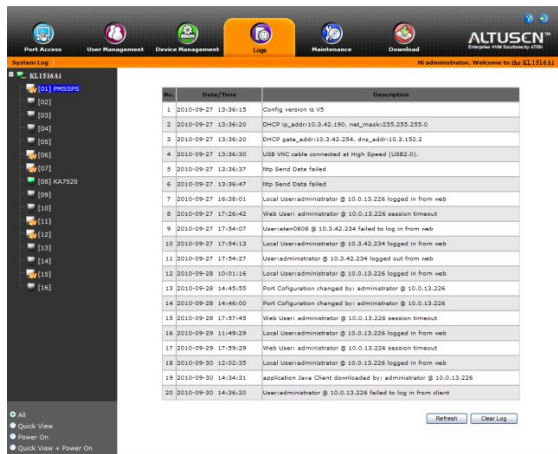 Port Access
User Management
Device Management
Logs
Maintenance
Download
ALTUSCN™
Enterprise KVM Solutions by ATEN
System Log
Hi administrator, Welcome to the KL1516A1
KL1516A1
[01] PMSSPS
[02]
[03]
[04]
[05]
[06]
[07]
[08] KA7520
[09]
[10]
[11]
[12]
[13]
[14]
[15]
[16]
No. Date/Time Description
1 2010-09-27 13:36:15 Config version is V5
2 2010-09-27 13:36:20 DHCP ip_addr:10.3.42.190, net_mask:255.255.255.0
3 2010-09-27 13:36:20 DHCP gate_addr:10.3.42.254, dns_addr:10.3.152.2
4 2010-09-27 13:36:30 USB VNC cable connected at High Speed (USB2.0).
5 2010-09-27 13:36:37 Ntp Send Data failed
6 2010-09-27 13:36:47 Ntp Send Data failed
7 2010-09-27 16:38:01 Local User:administrator @ 10.0.13.226 logged in from web
8 2010-09-27 17:26:42 Web User: administrator @ 10.0.13.226 session timeout
9 2010-09-27 17:54:07 User:aten0808 @ 10.3.42.234 failed to log in from web
10 2010-09-27 17:54:13 Local User:administrator @ 10.3.42.234 logged in from web
11 2010-09-27 17:54:27 User:administrator @ 10.3.42.234 logged out from web
12 2010-09-28 10:01:16 Local User:administrator @ 10.0.13.226 logged in from web
13 2010-09-28 14:45:55 Port Cofiguration changed by: administrator @ 10.0.13.226
14 2010-09-28 14:46:00 Port Cofiguration changed by: administrator @ 10.0.13.226
15 2010-09-28 17:57:45 Web User: administrator @ 10.0.13.226 session timeout
16 2010-09-29 11:49:29 Local User:administrator @ 10.0.13.226 logged in from web
17 2010-09-29 17:59:29 Web User: administrator @ 10.0.13.226 session timeout
18 2010-09-30 12:02:35 Local User:administrator @ 10.0.13.226 logged in from web
19 2010-09-30 14:34:31 application Java Client downloaded by: administrator @ 10.0.13.226
20 2010-09-30 14:36:20 User:administrator @ 10.0.13.226 failed to log in from client
Refresh
Clear Log
All
Quick View
Power On
Quick View + Power On